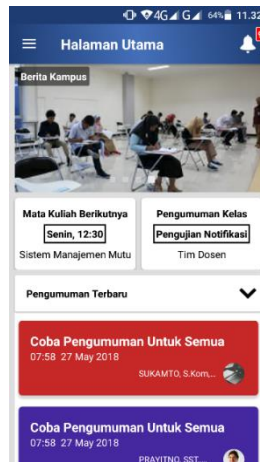 4G G 64% 11.32
Halaman Utama
Berita Kampus
Mata Kuliah Berikutnya
Senin, 12:30
Sistem Manajemen Mutu
Pengumuman Kelas
Pengujian Notifikasi
Tim Dosen
Pengumuman Terbaru
Coba Pengumuman Untuk Semua
07:58 27 May 2018
SUKAMTO, S.Kom,...
Coba Pengumuman Untuk Semua
07:58 27 May 2018
PRAYITNO, SST,...